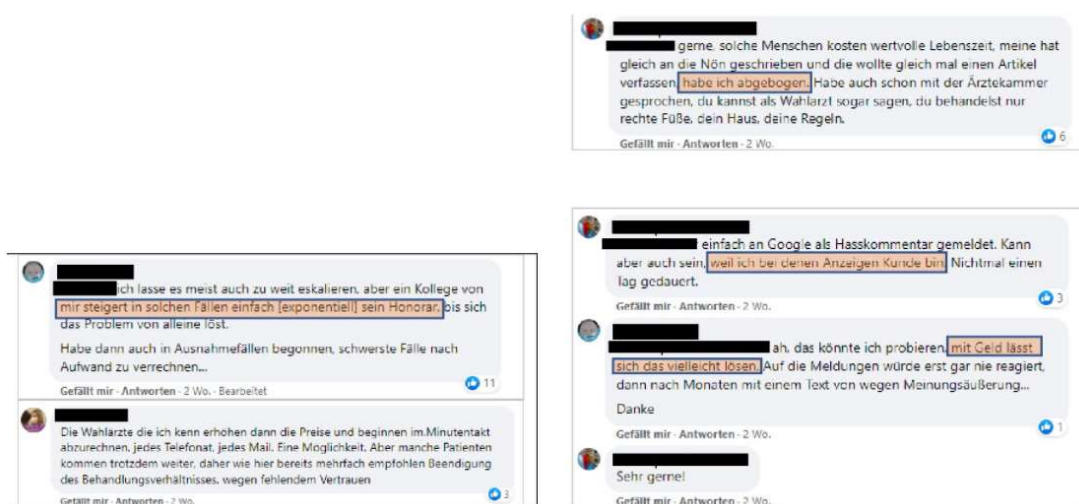 gerne, solche Menschen kosten wertvolle Lebenszeit, meine hat
gleich an die Nön geschrieben und die wollte gleich mal einen Artikel
verfassen, habe ich abgebogen. Habe auch schon mit der Ärztekammer
gesprochen, du kannst als Wahlarzt sogar sagen, du behandelst nur
rechte Füße, dein Haus, deine Regeln.
Gefällt mir · Antworten · 2 Wo.
6
ich lasse es meist auch zu weit eskalieren, aber ein Kollege von
mir steigert in solchen Fällen einfach [exponentiell] sein Honorar, bis sich
das Problem von alleine löst.
Habe dann auch in Ausnahmefällen begonnen, schwerste Fälle nach
Aufwand zu verrechnen...
Gefällt mir · Antworten · 2 Wo. · Bearbeitet
11
Die Wahlärzte die ich kenn erhöhen dann die Preise und beginnen im.Minutentakt
abzurechnen, jedes Telefonat, jedes Mail. Eine Möglichkeit. Aber manche Patienten
kommen trotzdem weiter, daher wie hier bereits mehrfach empfohlen Beendigung
des Behandlungsverhältnisses, wegen fehlendem Vertrauen
Gefällt mir · Antworten · 2 Wo.
3
einfach an Google als Hasskommentar gemeldet. Kann
aber auch sein, weil ich bei denen Anzeigen Kunde bin. Nichtmal einen
Tag gedauert.
Gefällt mir · Antworten · 2 Wo.
3
ah, das könnte ich probieren, mit Geld lässt
sich das vielleicht lösen. Auf die Meldungen würde erst gar nie reagiert,
dann nach Monaten mit einem Text von wegen Meinungsäußerung...
Danke
Gefällt mir · Antworten · 2 Wo.
1
Sehr gerne!
Gefällt mir · Antworten · 2 Wo.